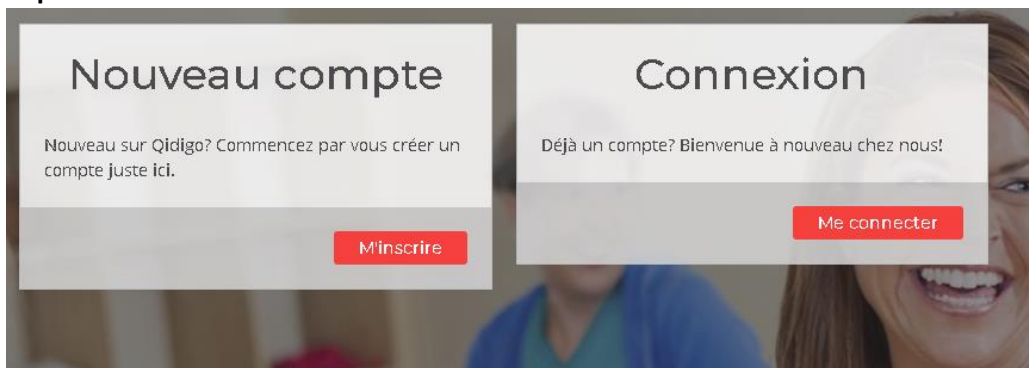 Nouveau compte
Nouveau sur Qidigo? Commencez par vous créer un
compte juste ici.
M'inscrire
Connexion
Déjà un compte? Bienvenue à nouveau chez nous!
Me connecter